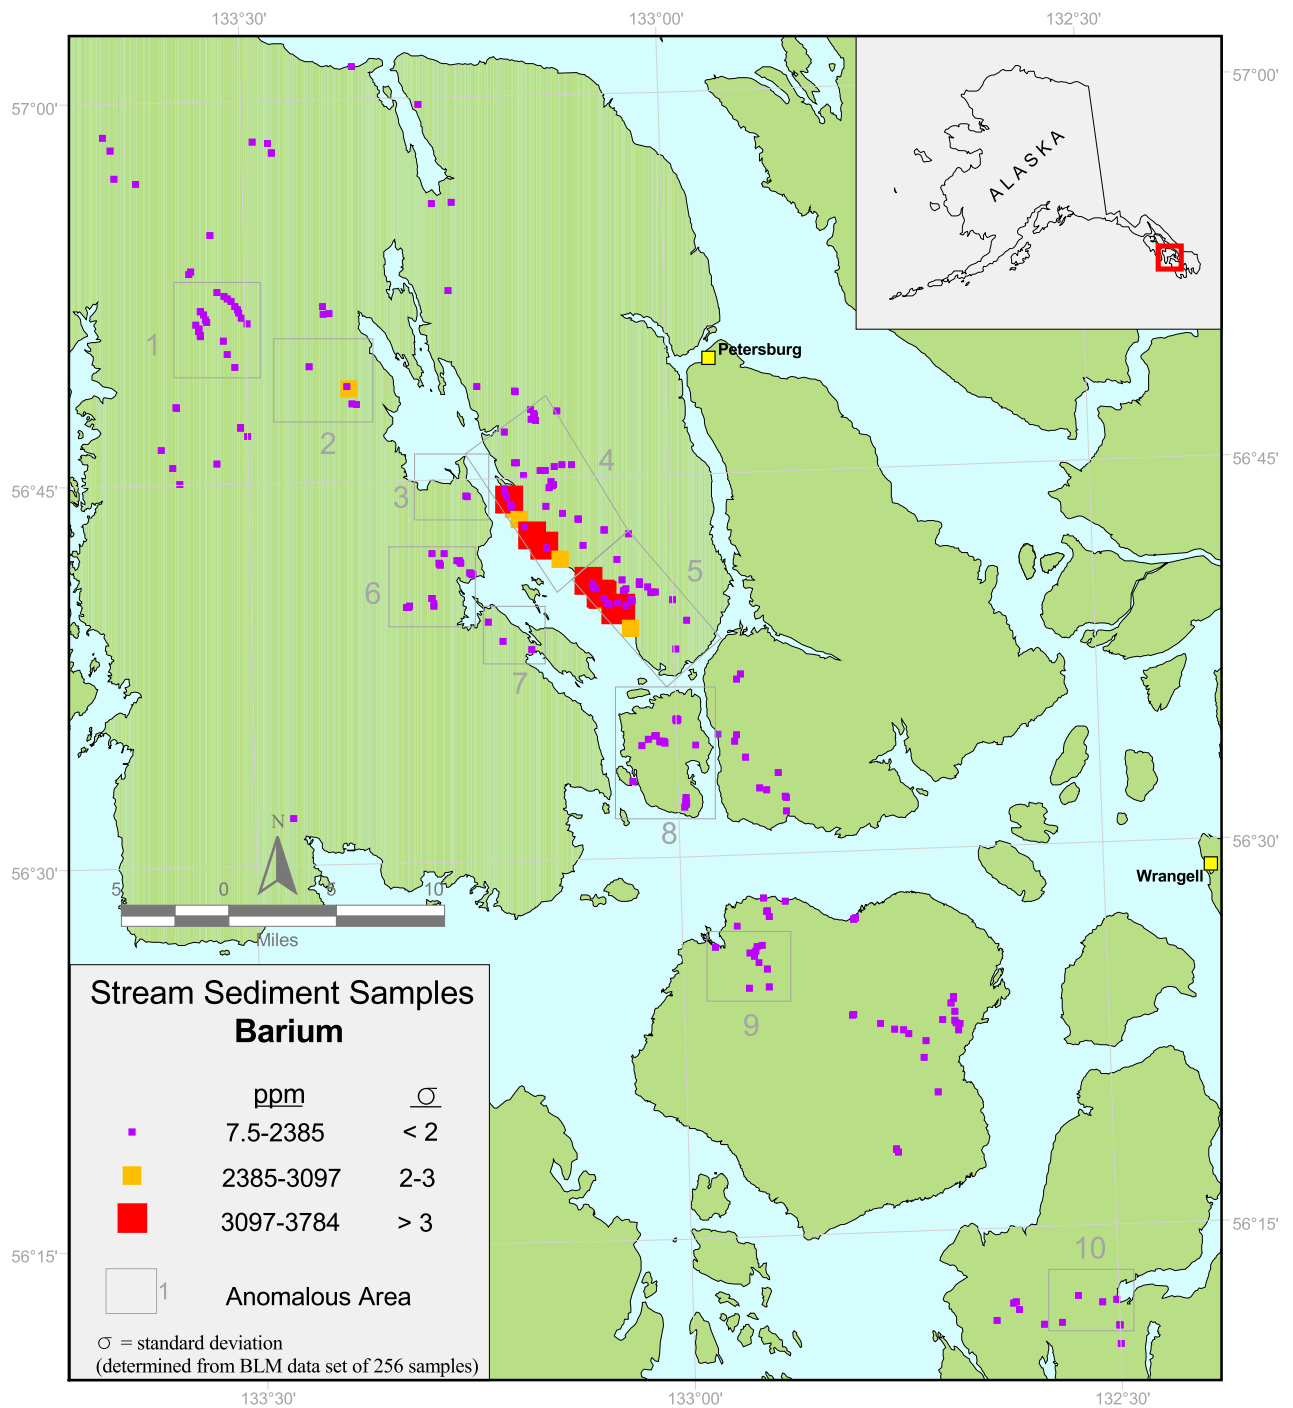 133°30'
133°00'
132°30'
57°00'
57°00'
ALASKA
Petersburg
1
2
3
4
5
6
7
8
9
10
56°45'
56°45'
56°30'
56°30'
Wrangell
N
5 0 5 10
Miles
Stream Sediment Samples
Barium
ppm σ
7.5-2385 < 2
2385-3097 2-3
3097-3784 > 3
1 Anomalous Area
σ = standard deviation
(determined from BLM data set of 256 samples)
56°15'
56°15'
133°30'
133°00'
132°30'